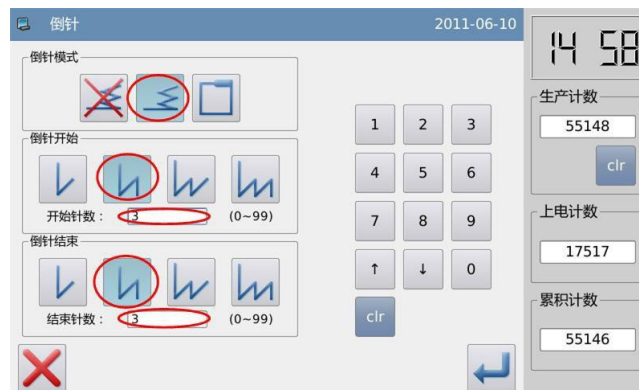 倒针 2011-06-10
14 58
倒针模式
倒针开始
开始针数： 3 (0~99)
倒针结束
结束针数： 3 (0~99)
1 2 3
4 5 6
7 8 9
↑ ↓ 0
clr
生产计数
55148
clr
上电计数
17517
累积计数
55146